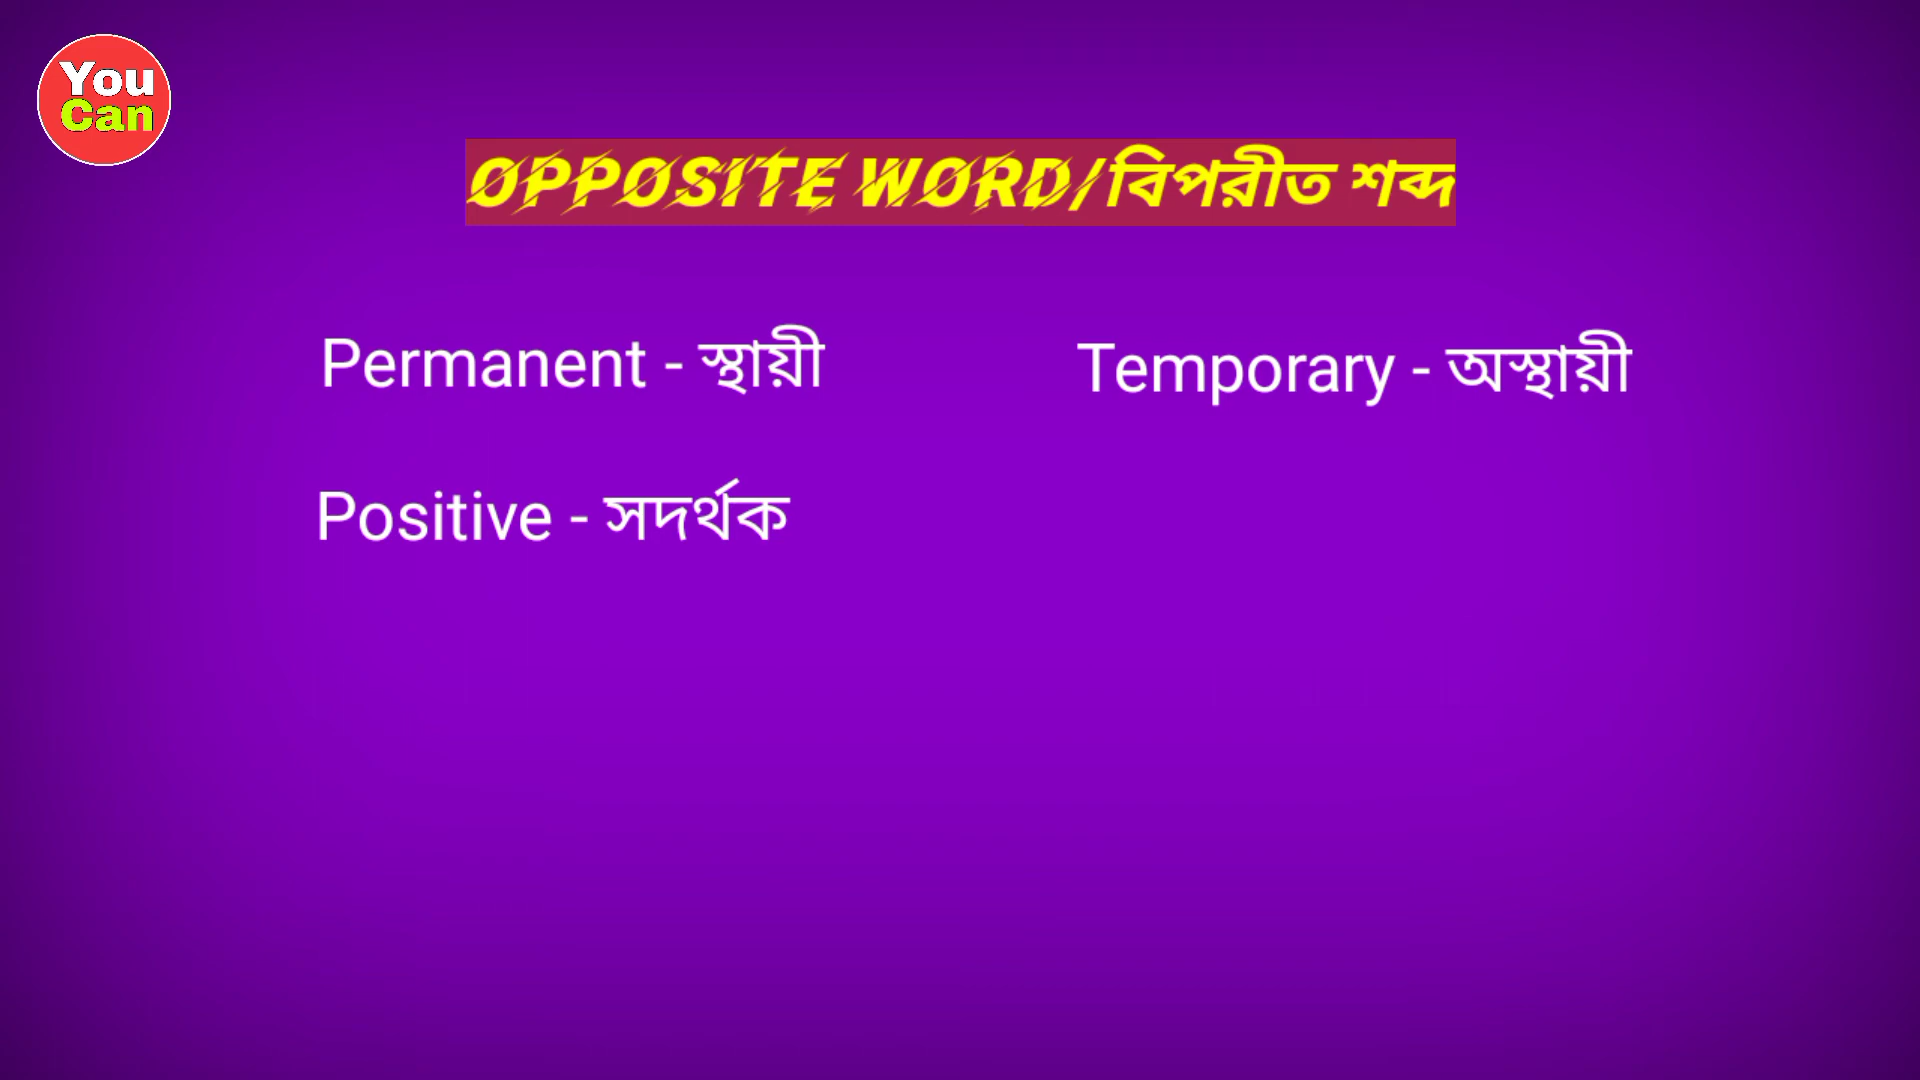 You
Can
OPPOSITE WORD/বিপরীত শব্দ
Permanent - স্থায়ী
Temporary - অস্থায়ী
Positive - সদর্থক